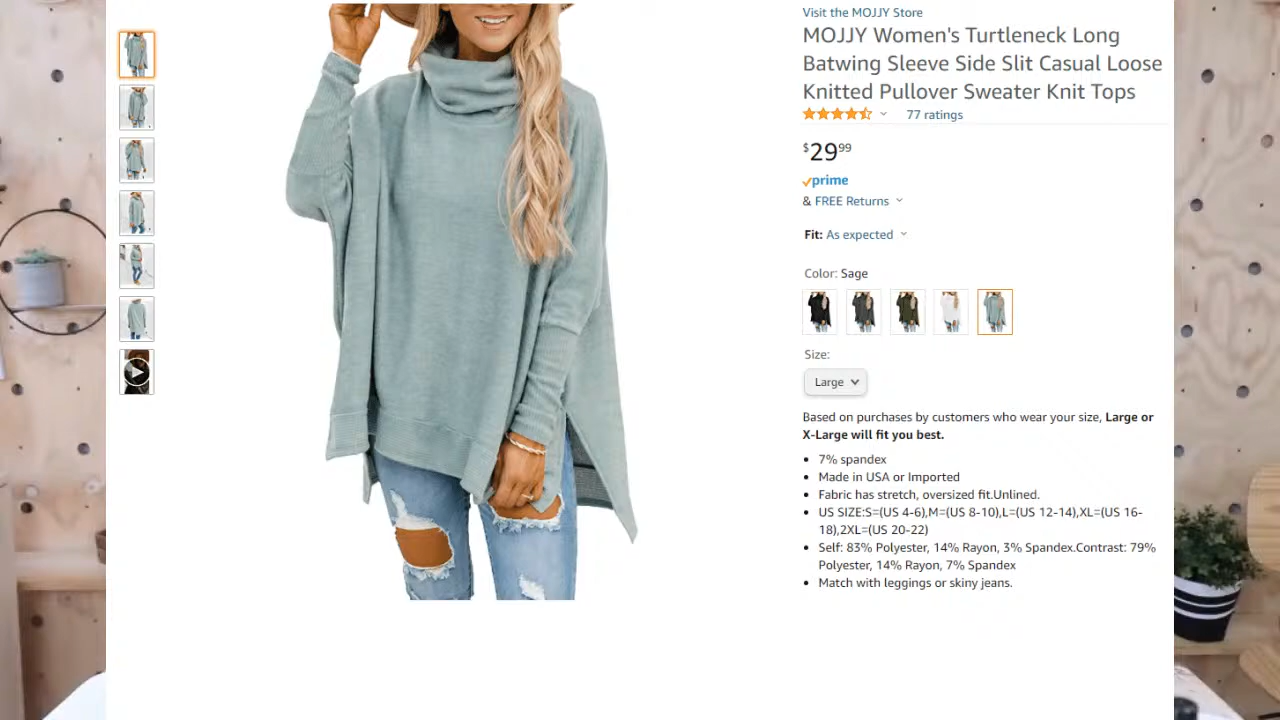 Visit the MOJJY Store
MOJJY Women's Turtleneck Long
Batwing Sleeve Side Slit Casual Loose
Knitted Pullover Sweater Knit Tops
77 ratings
$29.99
prime
& FREE Returns
Fit: As expected
Color: Sage
Size:
Large
Based on purchases by customers who wear your size, Large or
X-Large will fit you best.
7% spandex
Made in USA or Imported
Fabric has stretch, oversized fit.Unlined.
US SIZE:S=(US 4-6),M=(US 8-10),L=(US 12-14),XL=(US 16-
18),2XL=(US 20-22)
Self: 83% Polyester, 14% Rayon, 3% Spandex.Contrast: 79%
Polyester, 14% Rayon, 7% Spandex
Match with leggings or skiny jeans.